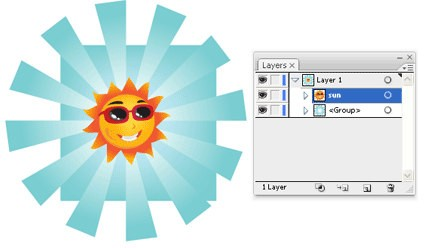 Layers ×
Layer 1
sun
<Group>
1 Layer